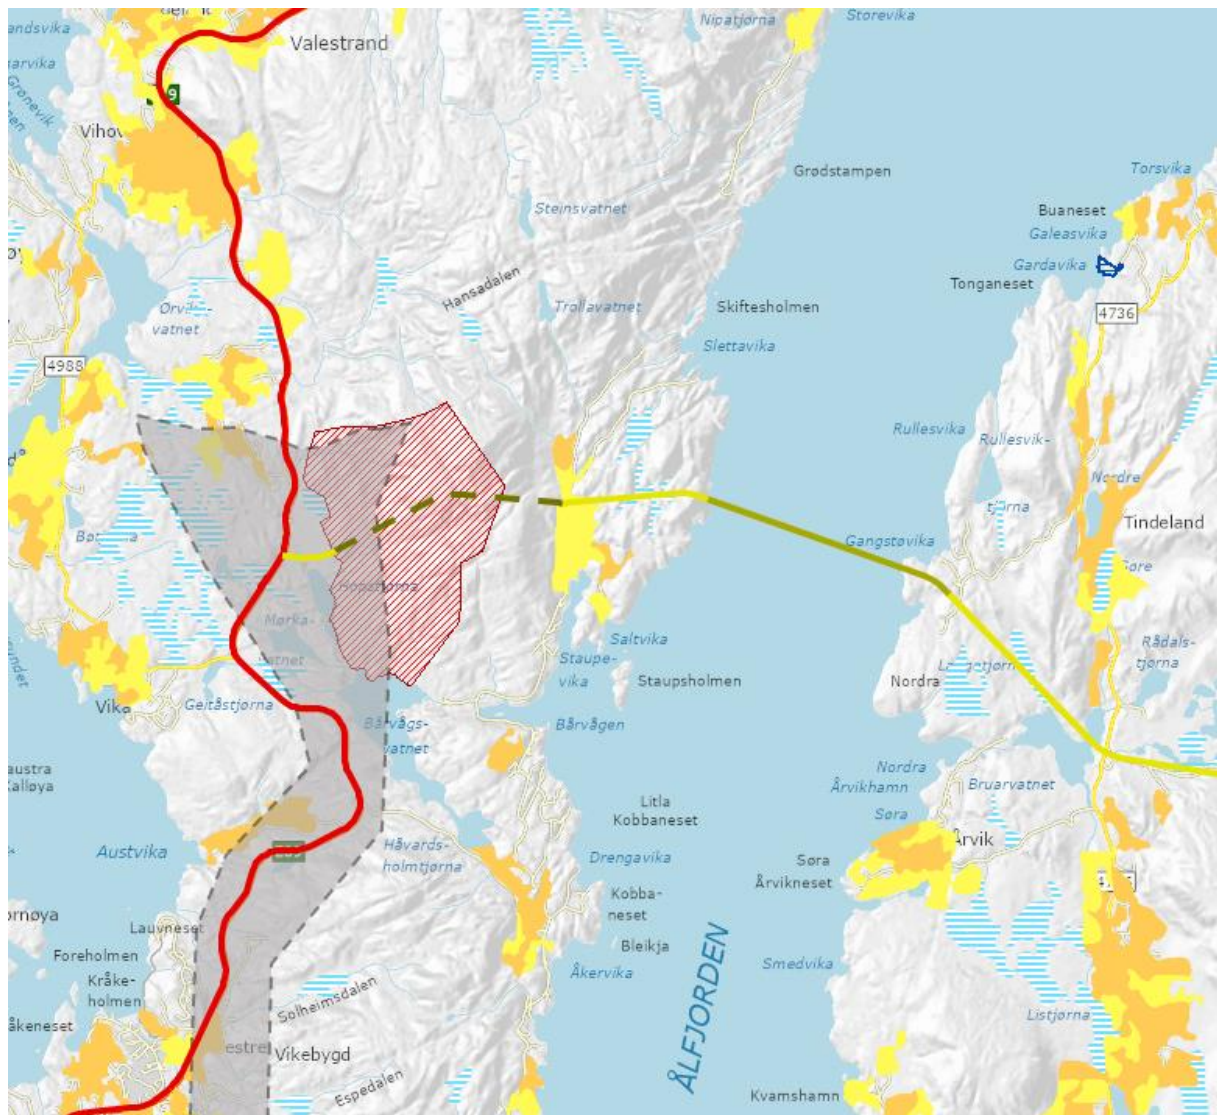 Valestrand
Nipatjørna
Storevika
Grødstampen
Torsvika
Steinsvatnet
Buaneset
Galeasvika
Gardavika
Tonganeset
Hansadalen
Trollavatnet
Skiftesholmen
4736
Slettavika
vatnet
4988
Rullesvika
Rullesvik-
tjørna
Nordre
Tindeland
Gangstøvika
Søre
Saltvika
Rådals-
tjørna
Staupe-
vika
Staupsholmen
Nordra
Vika
Geitåstjørna
Bårvågs-
vatnet
Bårvågen
Nordra
Årvikhamn
Bruarvatnet
Litla
Kobbaneset
Søra
Årvik
Austvika
Håvards-
holmtjørna
Drengavika
Søra
Årvikneset
Kobba-
neset
Lauvneset
Bleikja
Foreholmen
Kråke-
holmen
Åkervika
Smedvika
ÅLFJORDEN
Solheimsdalen
Listjørna
Vikebygd
Espedalen
Kvamshamn